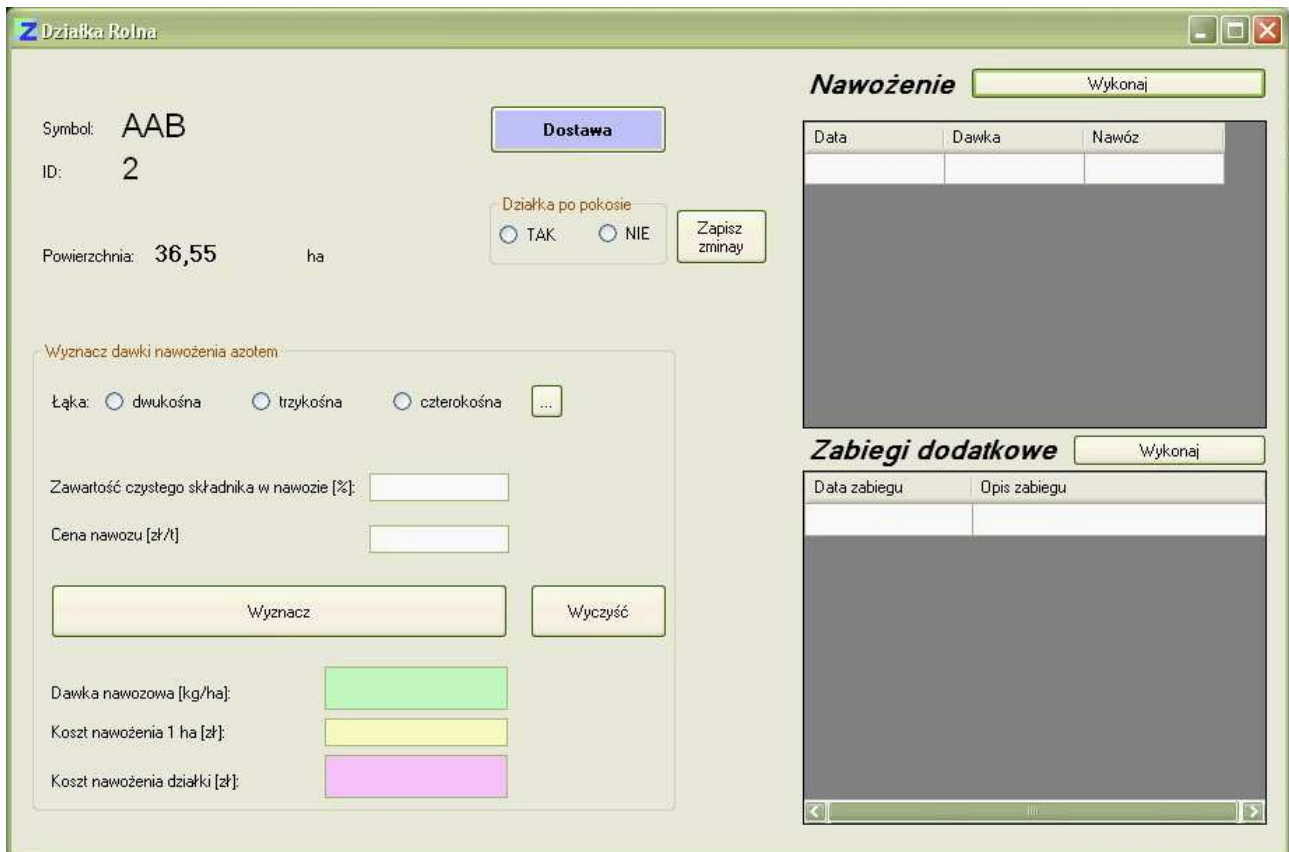 Z Działka Rolna
Symbol: AAB
ID: 2
Powierzchnia: 36,55 ha
Dostawa
Działka po pokosie
TAK NIE
Zapisz
zminay
Wyznacz dawki nawożenia azotem
Łąka: dwukośna trzykośna czterokośna ...
Zawartość czystego składnika w nawozie [%]:
Cena nawozu [zł/t]
Wyznacz Wyczyść
Dawka nawozowa [kg/ha]:
Koszt nawożenia 1 ha [zł]:
Koszt nawożenia działki [zł]:
Nawożenie Wykonaj
Data Dawka Nawóz
Zabiegi dodatkowe Wykonaj
Data zabiegu Opis zabiegu